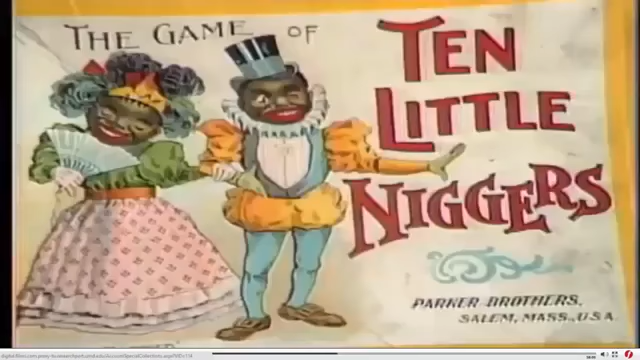 THE GAME OF
TEN
LITTLE
NIGGERS
PARKER BROTHERS,
SALEM, MASS., U.S.A.